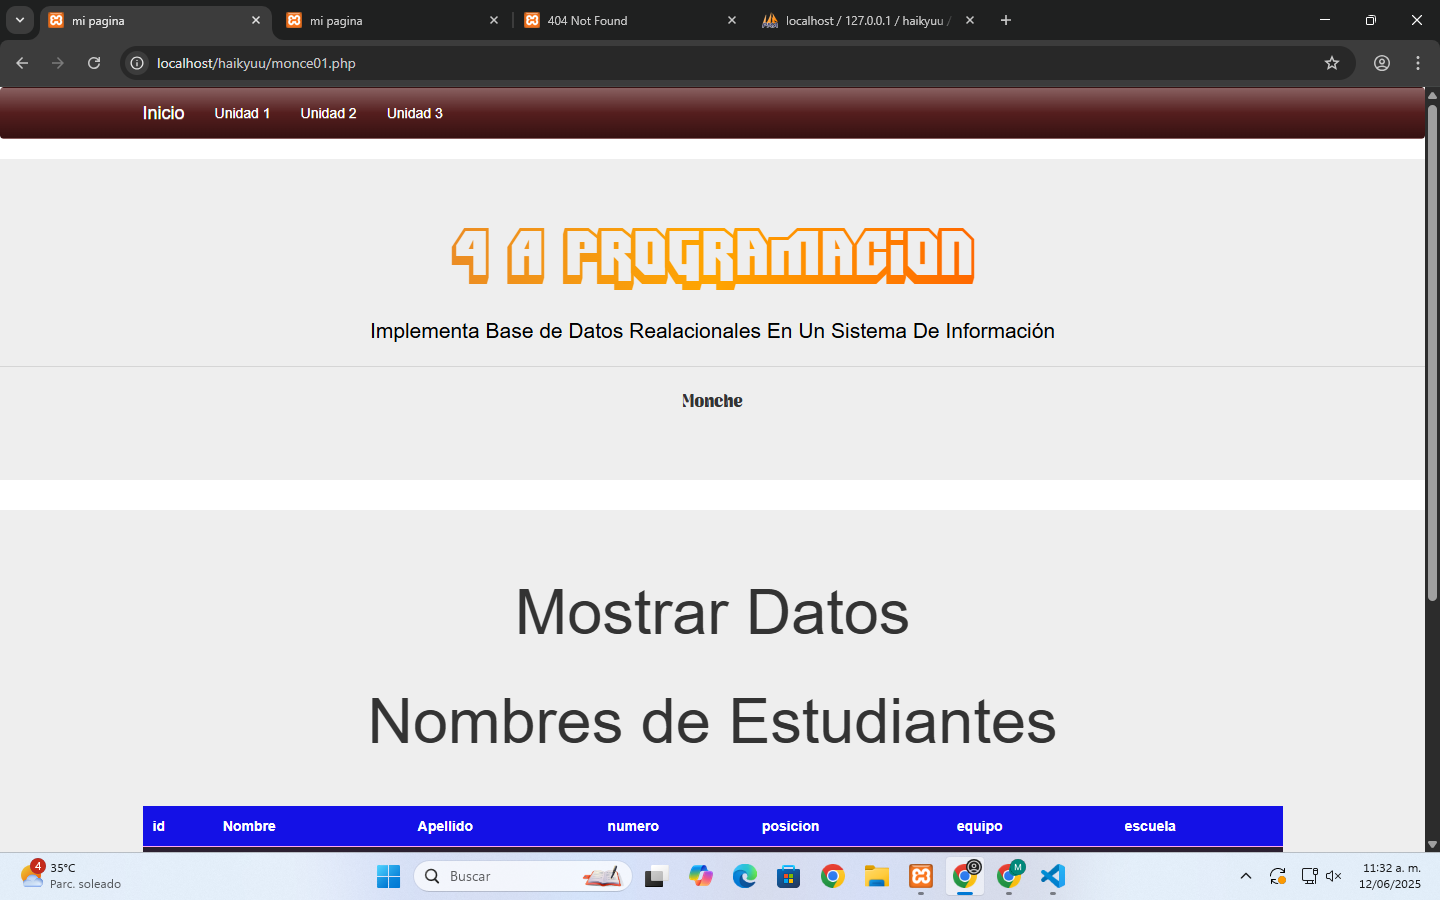 mi pagina
mi pagina
404 Not Found
localhost / 127.0.0.1 / haikyuu /
localhost/haikyuu/monce01.php
Inicio Unidad 1 Unidad 2 Unidad 3
4 A PROGRAMACION
Implementa Base de Datos Realacionales En Un Sistema De Información
Monche
Mostrar Datos
Nombres de Estudiantes
id Nombre Apellido numero posicion equipo escuela
4
35°C
Parc. soleado
Buscar
M
11:32 a. m.
12/06/2025